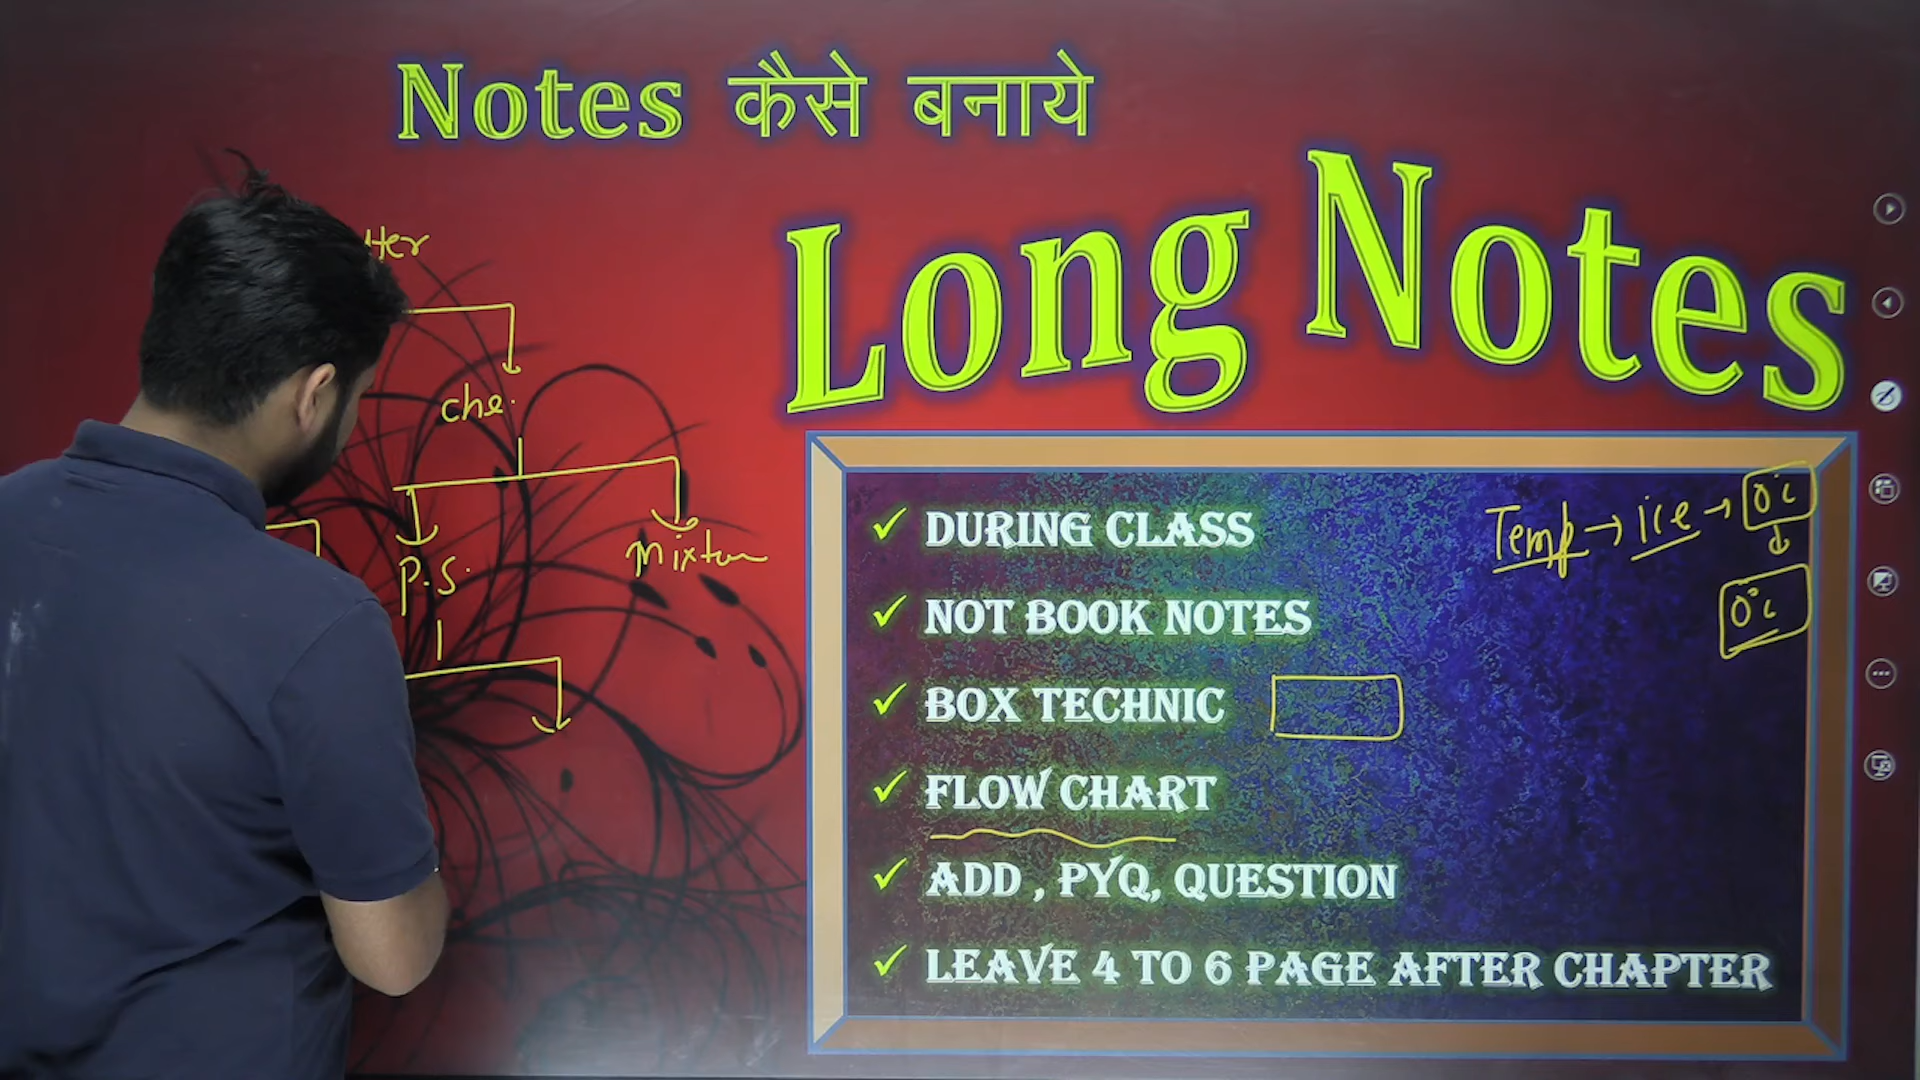 Notes कैसे बनाये
Long Notes
tter
che.
P.S.
✓ DURING CLASS
✓ NOT BOOK NOTES
✓ BOX TECHNIC
✓ FLOW CHART
✓ ADD , PYQ, QUESTION
✓ LEAVE 4 TO 6 PAGE AFTER CHAPTER
Temp → ice → 0°C
0°C